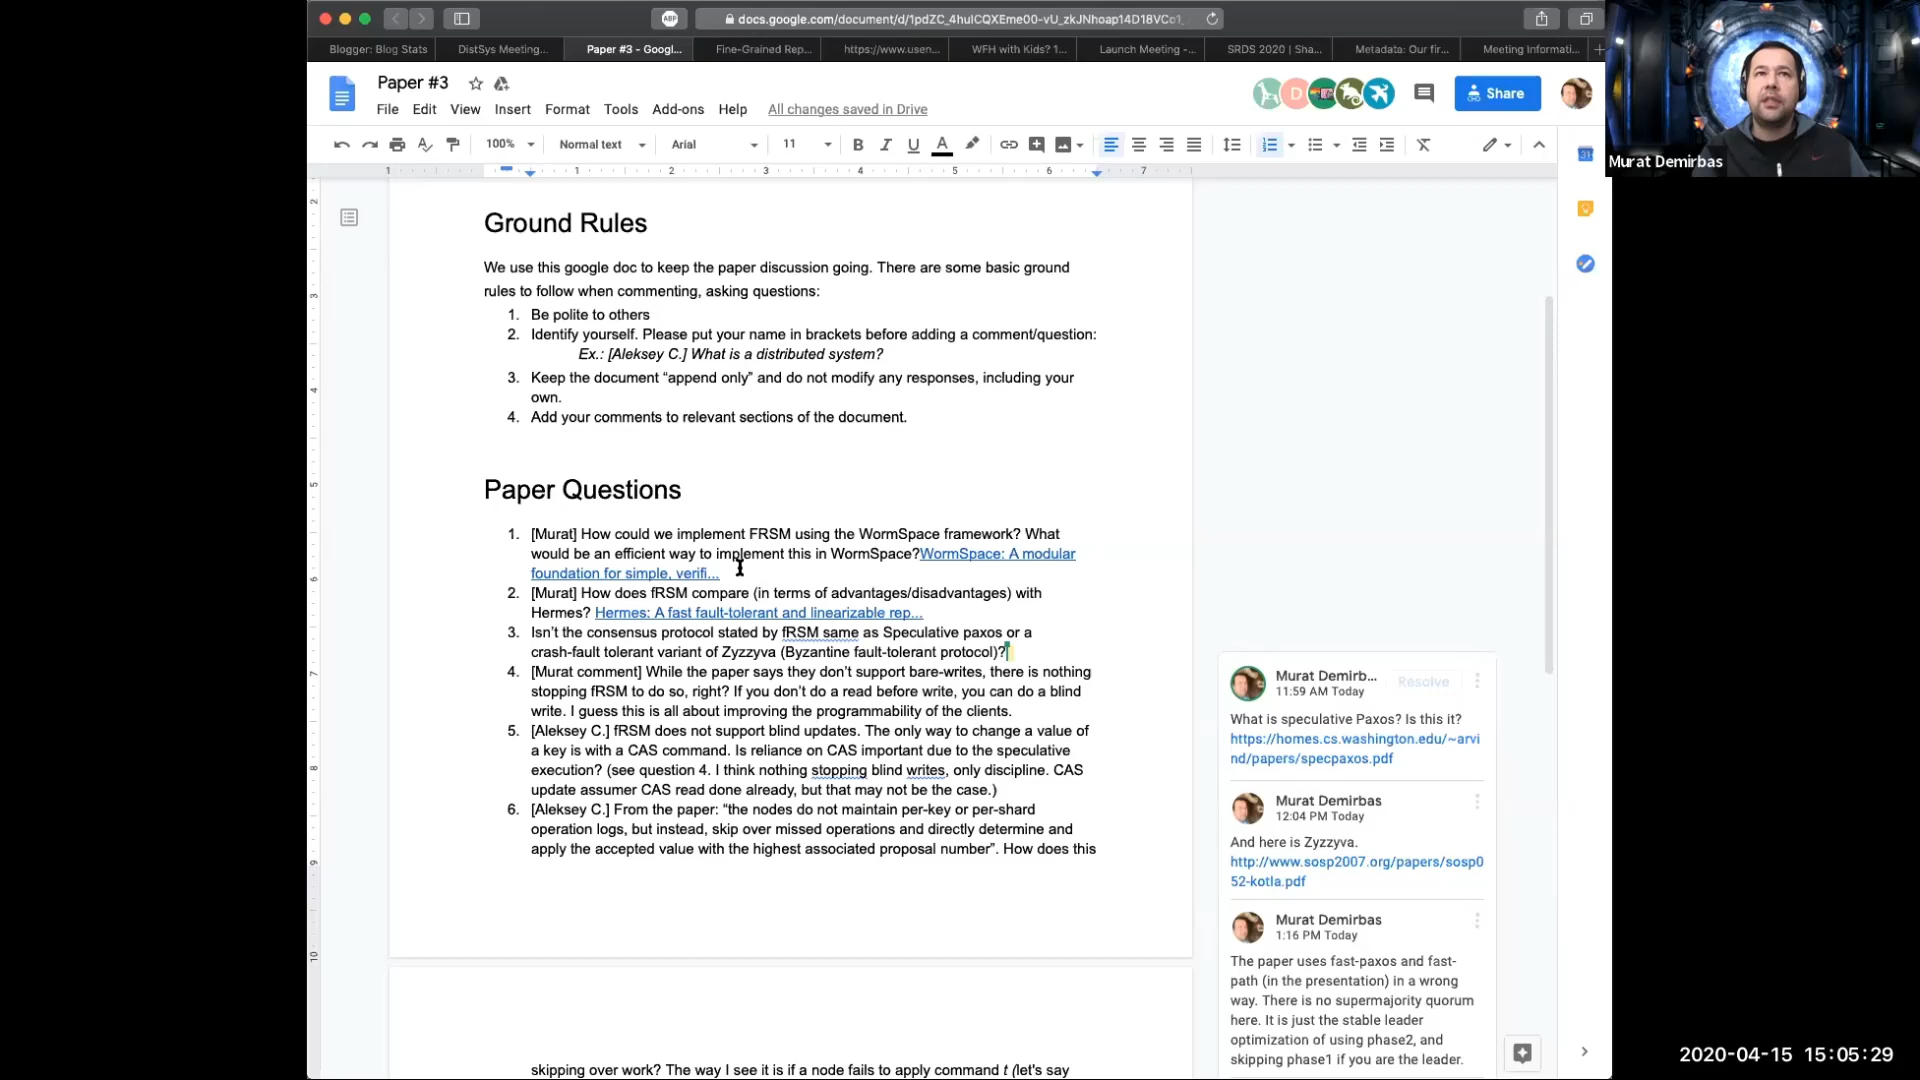 docs.google.com/document/d/1pdZC_4hulCQXEme00-vU_zkJNhoap14D18VCo1_
ABP
Blogger: Blog Stats
DistSys Meeting...
Paper #3 - Googl...
Fine-Grained Rep...
https://www.usen...
WFH with Kids? 1...
Launch Meeting -...
SRDS 2020 | Sha...
Metadata: Our fir...
Meeting Informati...
Paper #3
D
Share
File Edit View Insert Format Tools Add-ons Help All changes saved in Drive
100% Normal text Arial 11 B I U A
1 1 2 3 4 5 6 7
31
Murat Demirbas
2
3
4
5
6
7
8
9
10
Ground Rules
We use this google doc to keep the paper discussion going. There are some basic ground
rules to follow when commenting, asking questions:
1. Be polite to others
2. Identify yourself. Please put your name in brackets before adding a comment/question:
Ex.: [Aleksey C.] What is a distributed system?
3. Keep the document “append only” and do not modify any responses, including your
own.
4. Add your comments to relevant sections of the document.
Paper Questions
1. [Murat] How could we implement FRSM using the WormSpace framework? What
would be an efficient way to implement this in WormSpace?WormSpace: A modular
foundation for simple, verifi...
2. [Murat] How does fRSM compare (in terms of advantages/disadvantages) with
Hermes? Hermes: A fast fault-tolerant and linearizable rep...
3. Isn’t the consensus protocol stated by fRSM same as Speculative paxos or a
crash-fault tolerant variant of Zyzzyva (Byzantine fault-tolerant protocol)?
4. [Murat comment] While the paper says they don’t support bare-writes, there is nothing
stopping fRSM to do so, right? If you don’t do a read before write, you can do a blind
write. I guess this is all about improving the programmability of the clients.
5. [Aleksey C.] fRSM does not support blind updates. The only way to change a value of
a key is with a CAS command. Is reliance on CAS important due to the speculative
execution? (see question 4. I think nothing stopping blind writes, only discipline. CAS
update assumer CAS read done already, but that may not be the case.)
6. [Aleksey C.] From the paper: “the nodes do not maintain per-key or per-shard
operation logs, but instead, skip over missed operations and directly determine and
apply the accepted value with the highest associated proposal number”. How does this
skipping over work? The way I see it is if a node fails to apply command t (let's say
Murat Demirb...
Resolve
11:59 AM Today
What is speculative Paxos? Is this it?
https://homes.cs.washington.edu/~arvi
nd/papers/specpaxos.pdf
Murat Demirbas
12:04 PM Today
And here is Zyzzyva.
http://www.sosp2007.org/papers/sosp0
52-kotla.pdf
Murat Demirbas
1:16 PM Today
The paper uses fast-paxos and fast-
path (in the presentation) in a wrong
way. There is no supermajority quorum
here. It is just the stable leader
optimization of using phase2, and
skipping phase1 if you are the leader.
2020-04-15 15:05:29